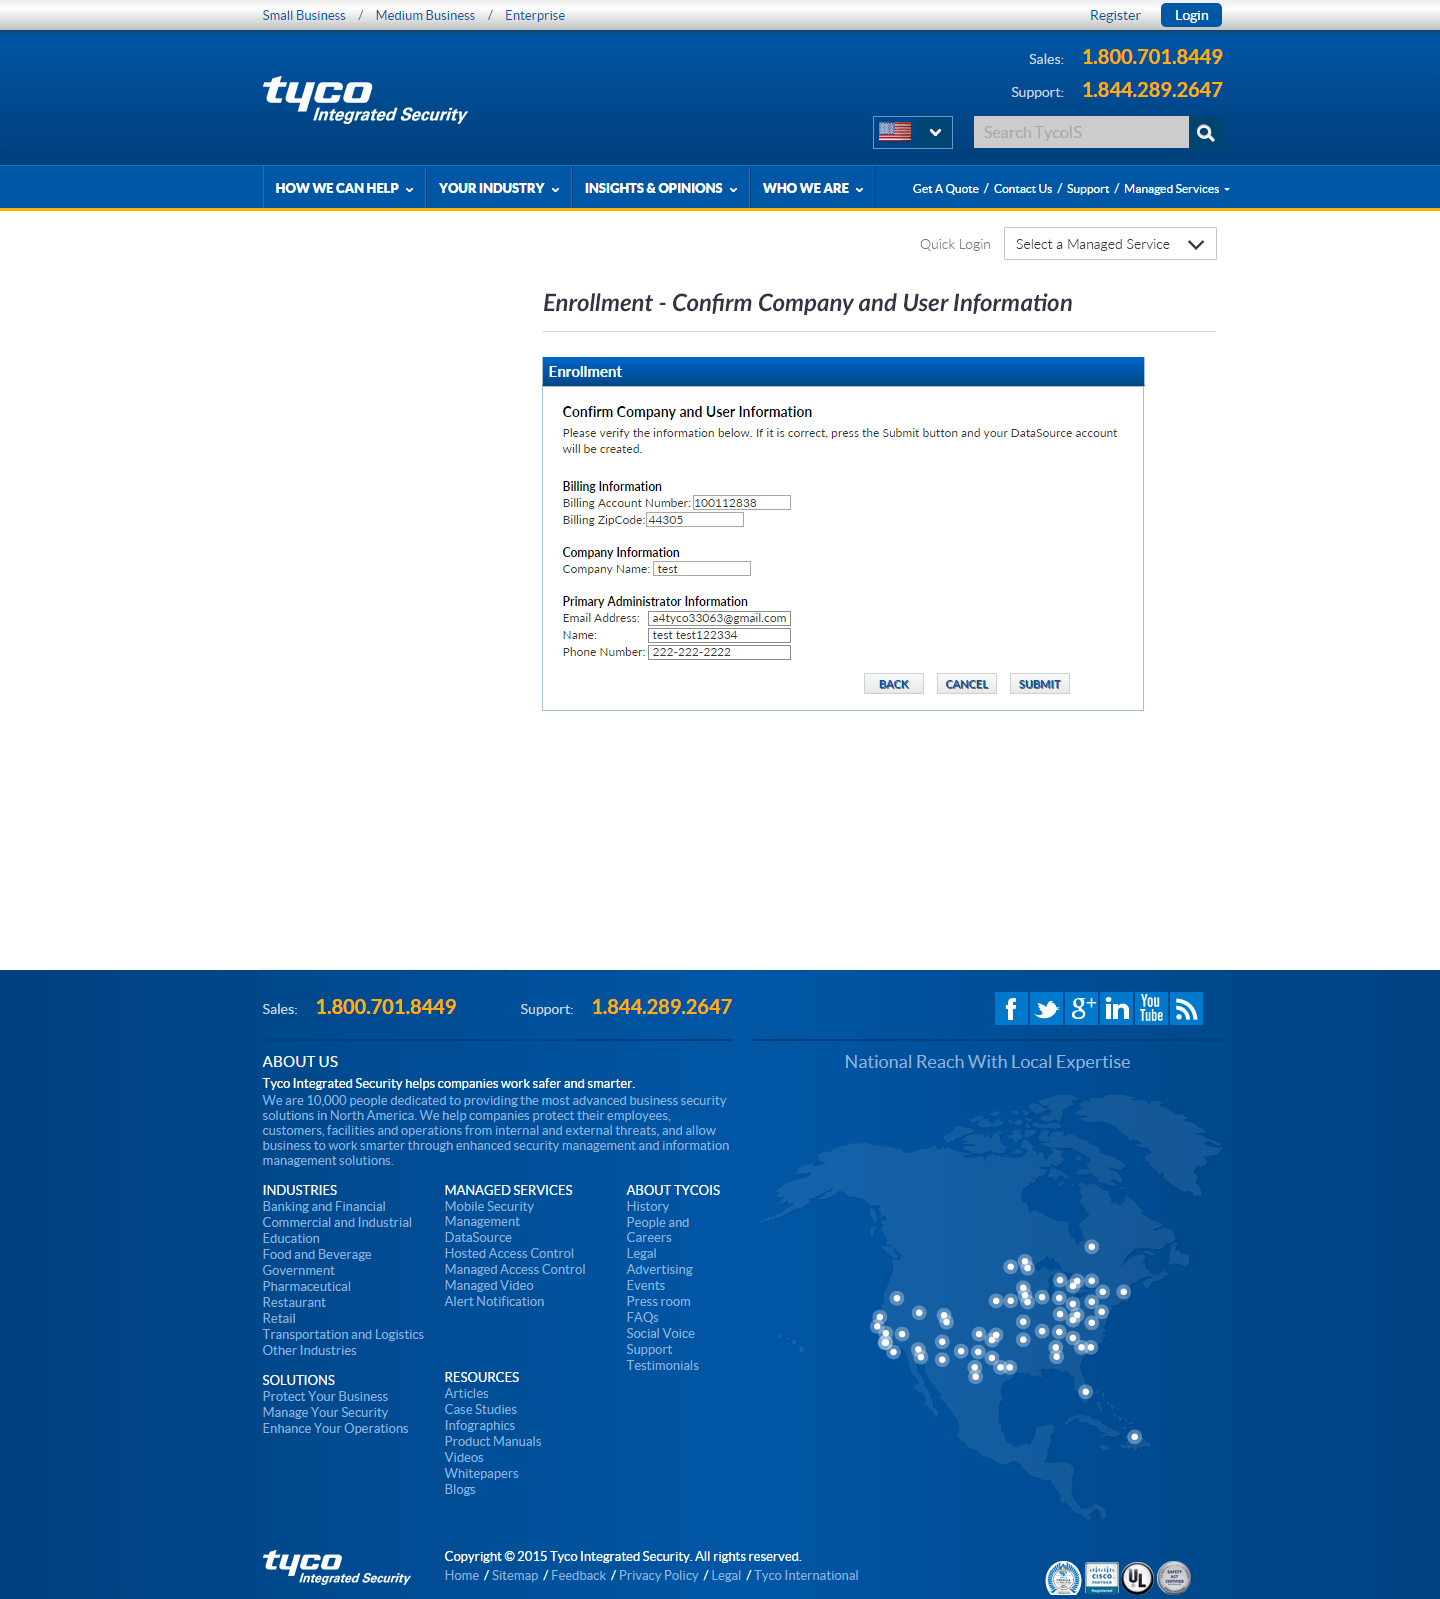 Small Business / Medium Business / Enterprise
Register
Login
Sales: 1.800.701.8449
Support: 1.844.289.2647
tyco
Integrated Security
Search TycoIS
HOW WE CAN HELP
YOUR INDUSTRY
INSIGHTS & OPINIONS
WHO WE ARE
Get A Quote / Contact Us / Support / Managed Services
Quick Login
Select a Managed Service
Enrollment - Confirm Company and User Information
Enrollment
Confirm Company and User Information
Please verify the information below. If it is correct, press the Submit button and your DataSource account
will be created.
Billing Information
Billing Account Number: 100112838
Billing ZipCode: 44305
Company Information
Company Name: test
Primary Administrator Information
Email Address: a4tyco33063@gmail.com
Name: test test122334
Phone Number: 222-222-2222
BACK
CANCEL
SUBMIT
Sales: 1.800.701.8449
Support: 1.844.289.2647
f
g+
in
You
Tube
ABOUT US
Tyco Integrated Security helps companies work safer and smarter.
We are 10,000 people dedicated to providing the most advanced business security
solutions in North America. We help companies protect their employees,
customers, facilities and operations from internal and external threats, and allow
business to work smarter through enhanced security management and information
management solutions.
National Reach With Local Expertise
INDUSTRIES
Banking and Financial
Commercial and Industrial
Education
Food and Beverage
Government
Pharmaceutical
Restaurant
Retail
Transportation and Logistics
Other Industries
SOLUTIONS
Protect Your Business
Manage Your Security
Enhance Your Operations
MANAGED SERVICES
Mobile Security
Management
DataSource
Hosted Access Control
Managed Access Control
Managed Video
Alert Notification
RESOURCES
Articles
Case Studies
Infographics
Product Manuals
Videos
Whitepapers
Blogs
ABOUT TYCOIS
History
People and
Careers
Legal
Advertising
Events
Press room
FAQs
Social Voice
Support
Testimonials
tyco
Integrated Security
Copyright © 2015 Tyco Integrated Security. All rights reserved.
Home / Sitemap / Feedback / Privacy Policy / Legal / Tyco International
CISCO
PARTNER
Registered
UL
SAFETY
ACT
CERTIFIED